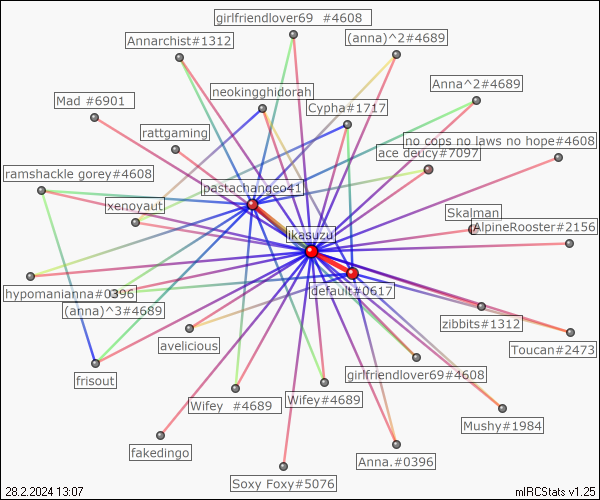 girlfriendlover69 #4608
Annarchist#1312
(anna)^2#4689
neokingghidorah
Anna^2#4689
Mad #6901
Cypha#1717
rattgaming
no cops no laws no hope#4608
ace deucy#7097
ramshackle gorey#4608
pastachangeo41
xenoyaut
Skalman
AlpineRooster#2156
ikasuzu
hypomanianna#0396
default#0617
(anna)^3#4689
zibbits#1312
avelicious
Toucan#2473
frisout
girlfriendlover69#4608
Wifey #4689
Wifey#4689
Mushy#1984
fakedingo
Anna.#0396
Soxy Foxy#5076
28.2.2024 13:07
mIRCStats v1.25